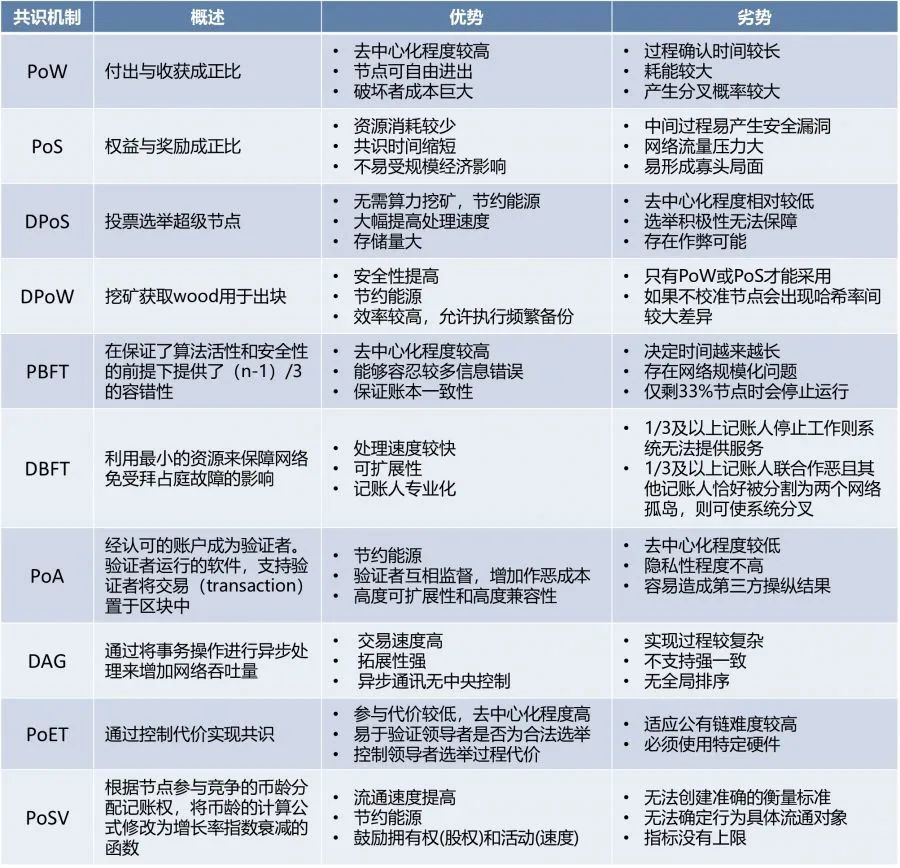 共识机制
概述
优势
劣势
PoW
付出与收获成正比
• 去中心化程度较高
• 节点可自由进出
• 破坏者成本巨大
• 过程确认时间较长
• 耗能较大
• 产生分叉概率较大
PoS
权益与奖励成正比
• 资源消耗较少
• 共识时间缩短
• 不易受规模经济影响
• 中间过程易产生安全漏洞
• 网络流量压力大
• 易形成寡头局面
DPoS
投票选举超级节点
• 无需算力挖矿，节约能源
• 大幅提高处理速度
• 存储量大
• 去中心化程度相对较低
• 选举积极性无法保障
• 存在作弊可能
DPoW
挖矿获取wood用于出块
• 安全性提高
• 节约能源
• 效率较高，允许执行频繁备份
• 只有PoW或PoS才能采用
• 如果不校准节点会出现哈希率间
较大差异
PBFT
在保证了算法活性和安全性
的前提下提供了（n-1）/3
的容错性
• 去中心化程度较高
• 能够容忍较多信息错误
• 保证账本一致性
• 决定时间越来越长
• 存在网络规模化问题
• 仅剩33%节点时会停止运行
DBFT
利用最小的资源来保障网络
免受拜占庭故障的影响
• 处理速度较快
• 可扩展性
• 记账人专业化
• 1/3及以上记账人停止工作则系
统无法提供服务
• 1/3及以上记账人联合作恶且其
他记账人恰好被分割为两个网络
孤岛，则可使系统分叉
PoA
经认可的账户成为验证者。
验证者运行的软件，支持验
证者将交易（transaction）
置于区块中
• 节约能源
• 验证者互相监督，增加作恶成本
• 高度可扩展性和高度兼容性
• 去中心化程度较低
• 隐私性程度不高
• 容易造成第三方操纵结果
DAG
通过将事务操作进行异步处
理来增加网络吞吐量
• 交易速度高
• 拓展性强
• 异步通讯无中央控制
• 实现过程较复杂
• 不支持强一致
• 无全局排序
PoET
通过控制代价实现共识
• 参与代价较低，去中心化程度高
• 易于验证领导者是否为合法选举
• 控制领导者选举过程代价
• 适应公有链难度较高
• 必须使用特定硬件
PoSV
根据节点参与竞争的币龄分
配记账权，将币龄的计算公
式修改为增长率指数衰减的
函数
• 流通速度提高
• 节约能源
• 鼓励拥有权(股权)和活动(速度)
• 无法创建准确的衡量标准
• 无法确定行为具体流通对象
• 指标没有上限